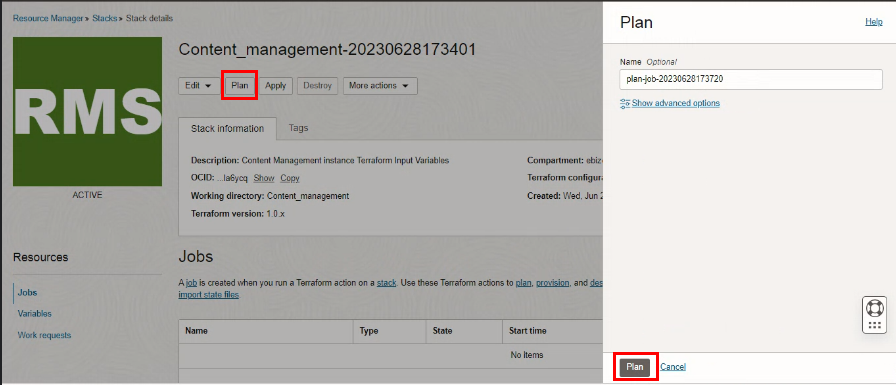 Resource Manager » Stacks » Stack details
RMS
ACTIVE
Content_management-20230628173401
Edit Plan Apply Destroy More actions
Stack information Tags
Description: Content Management instance Terraform Input Variables
OCID: ...la6ycq Show Copy
Working directory: Content_management
Terraform version: 1.0.x
Compartment: ebiz
Terraform configura
Created: Wed, Jun 2
Resources
Jobs
Variables
Work requests
Jobs
A job is created when you run a Terraform action on a stack. Use these Terraform actions to plan, provision, and des
import state files.
Name Type State Start time
No items
Plan Help
Name Optional
plan-job-20230628173720
Show advanced options
Plan Cancel